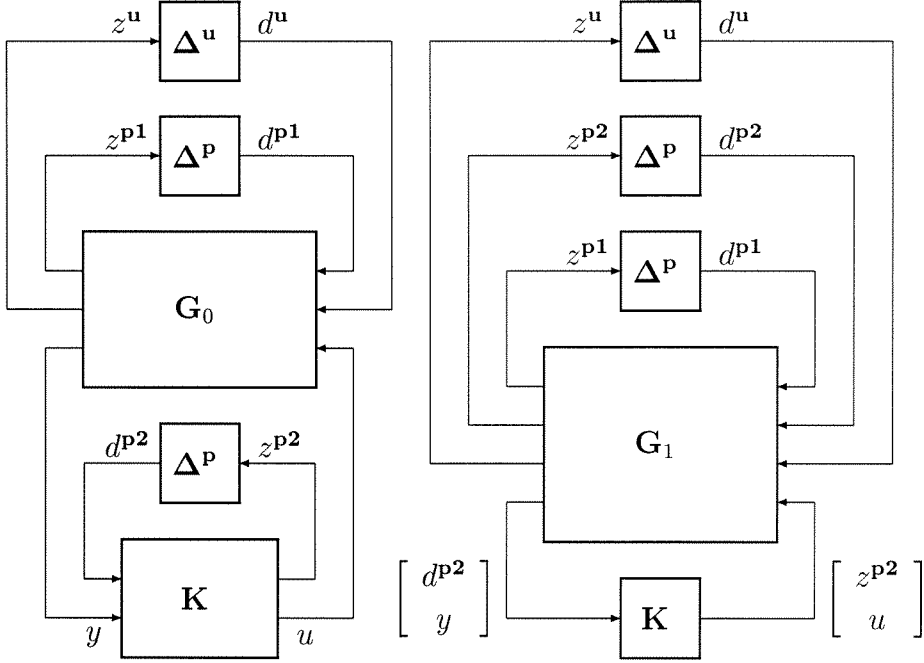 z^u Δ^u d^u
z^p1 Δ^p d^p1
G_0
d^p2 Δ^p z^p2
K
y u
z^u Δ^u d^u
z^p2 Δ^p d^p2
z^p1 Δ^p d^p1
G_1
[ d^p2 y ] K [ z^p2 u ]